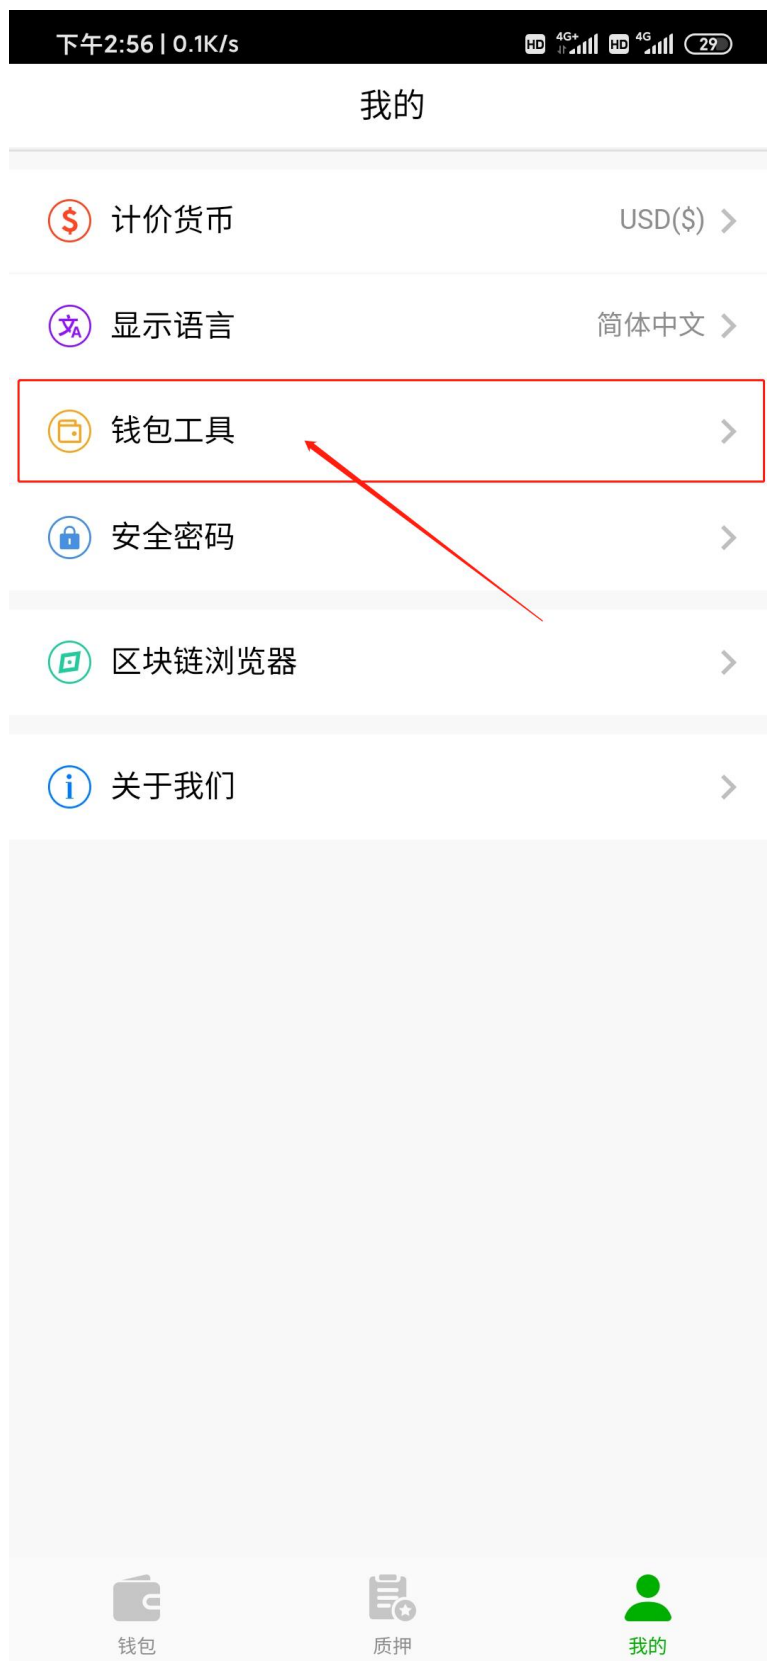 下午2:56 | 0.1K/s HD 4G+ HD 4G 29
我的
计价货币 USD($)
显示语言 简体中文
钱包工具
安全密码
区块链浏览器
关于我们
钱包 质押 我的